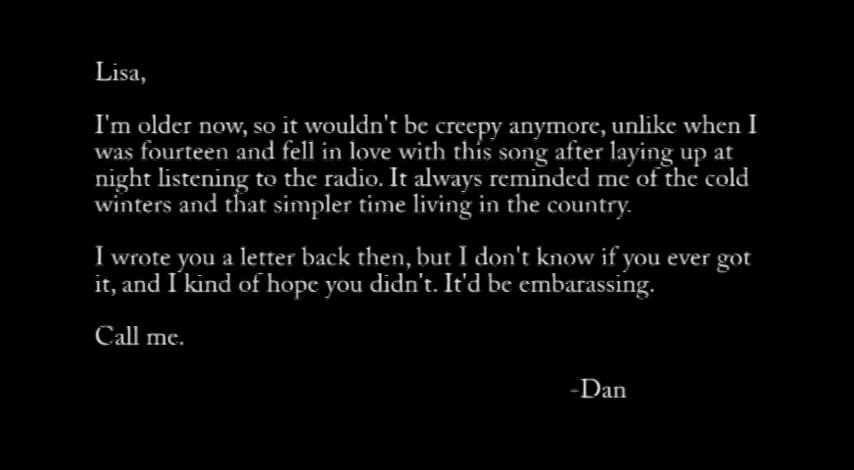 Lisa,
I'm older now, so it wouldn't be creepy anymore, unlike when I
was fourteen and fell in love with this song after laying up at
night listening to the radio. It always reminded me of the cold
winters and that simpler time living in the country.
I wrote you a letter back then, but I don't know if you ever got
it, and I kind of hope you didn't. It'd be embarassing.
Call me.
-Dan